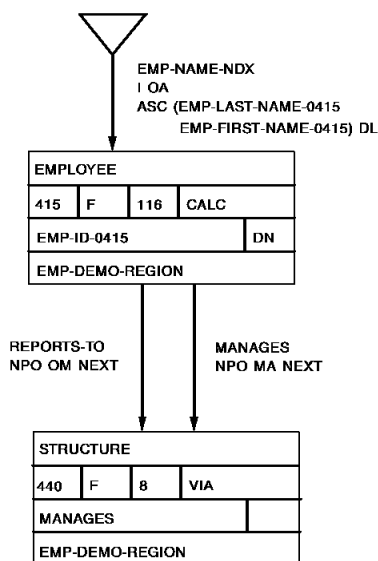 EMP-NAME-NDX
I OA
ASC (EMP-LAST-NAME-0415
EMP-FIRST-NAME-0415) DL
EMPLOYEE
415 F 116 CALC
EMP-ID-0415 DN
EMP-DEMO-REGION
REPORTS-TO
NPO OM NEXT
MANAGES
NPO MA NEXT
STRUCTURE
440 F 8 VIA
MANAGES
EMP-DEMO-REGION